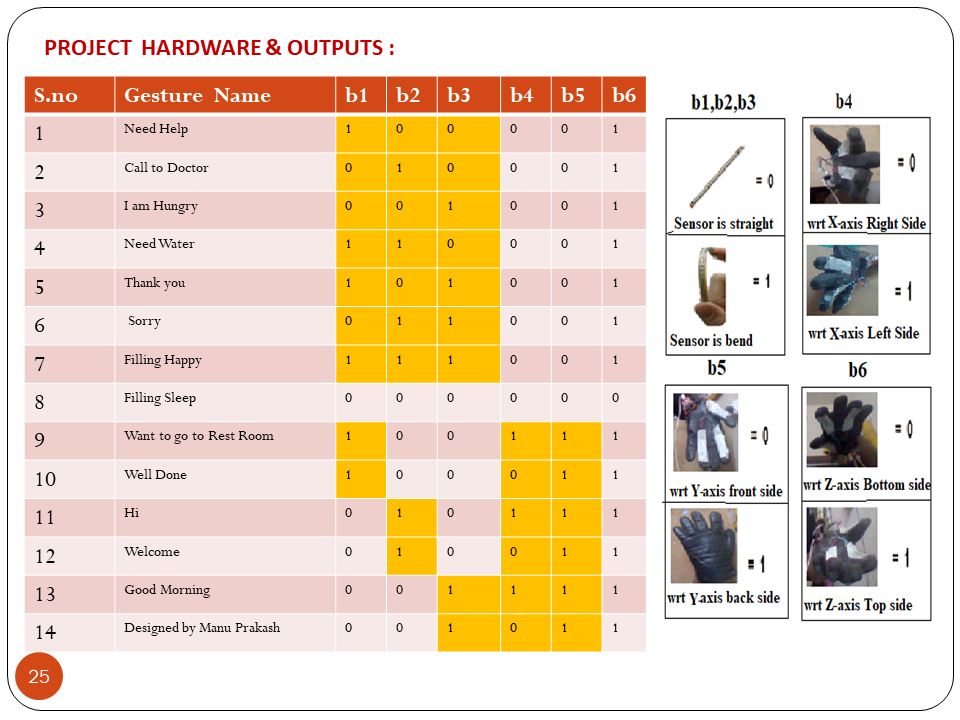 PROJECT HARDWARE & OUTPUTS :
S.no Gesture Name b1 b2 b3 b4 b5 b6
1 Need Help 1 0 0 0 0 1
2 Call to Doctor 0 1 0 0 0 1
3 I am Hungry 0 0 1 0 0 1
4 Need Water 1 1 0 0 0 1
5 Thank you 1 0 1 0 0 1
6 Sorry 0 1 1 0 0 1
7 Filling Happy 1 1 1 0 0 1
8 Filling Sleep 0 0 0 0 0 0
9 Want to go to Rest Room 1 0 0 1 1 1
10 Well Done 1 0 0 0 1 1
11 Hi 0 1 0 1 1 1
12 Welcome 0 1 0 0 1 1
13 Good Morning 0 0 1 1 1 1
14 Designed by Manu Prakash 0 0 1 0 1 1
b1,b2,b3
= 0
Sensor is straight
= 1
Sensor is bend
b4
= 0
wrt X-axis Right Side
= 1
wrt X-axis Left Side
b5
= 0
wrt Y-axis front side
= 1
wrt Y-axis back side
b6
= 0
wrt Z-axis Bottom side
= 1
wrt Z-axis Top side
25